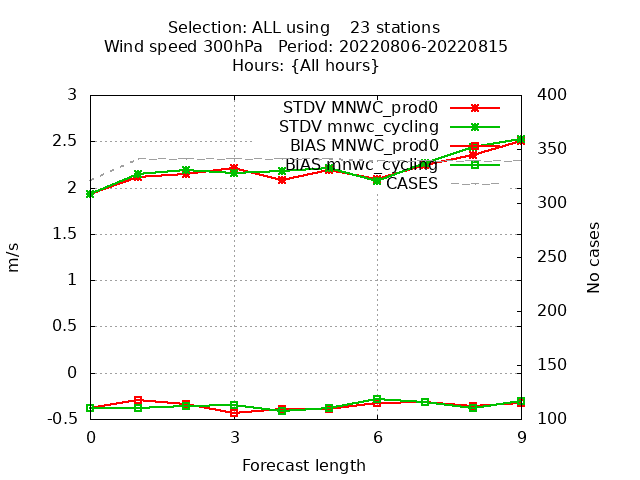 Selection: ALL using    23 stations
Wind speed 300hPa   Period: 20220806-20220815
Hours: {All hours}
3
2.5
2
1.5
1
0.5
0
-0.5
400
350
300
250
200
150
100
STDV MNWC_prod0
STDV mnwc_cycling
BIAS MNWC_prod0
BIAS mnwc_cycling
CASES
m/s
No cases
0
3
6
9
Forecast length